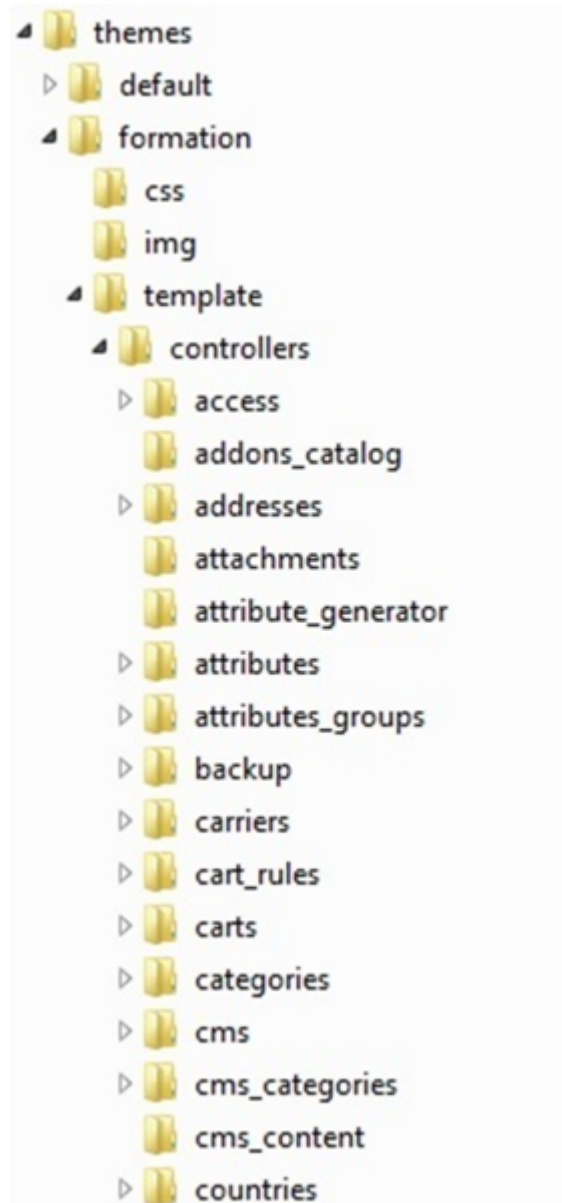 themes
default
formation
css
img
template
controllers
access
addons_catalog
addresses
attachments
attribute_generator
attributes
attributes_groups
backup
carriers
cart_rules
carts
categories
cms
cms_categories
cms_content
countries